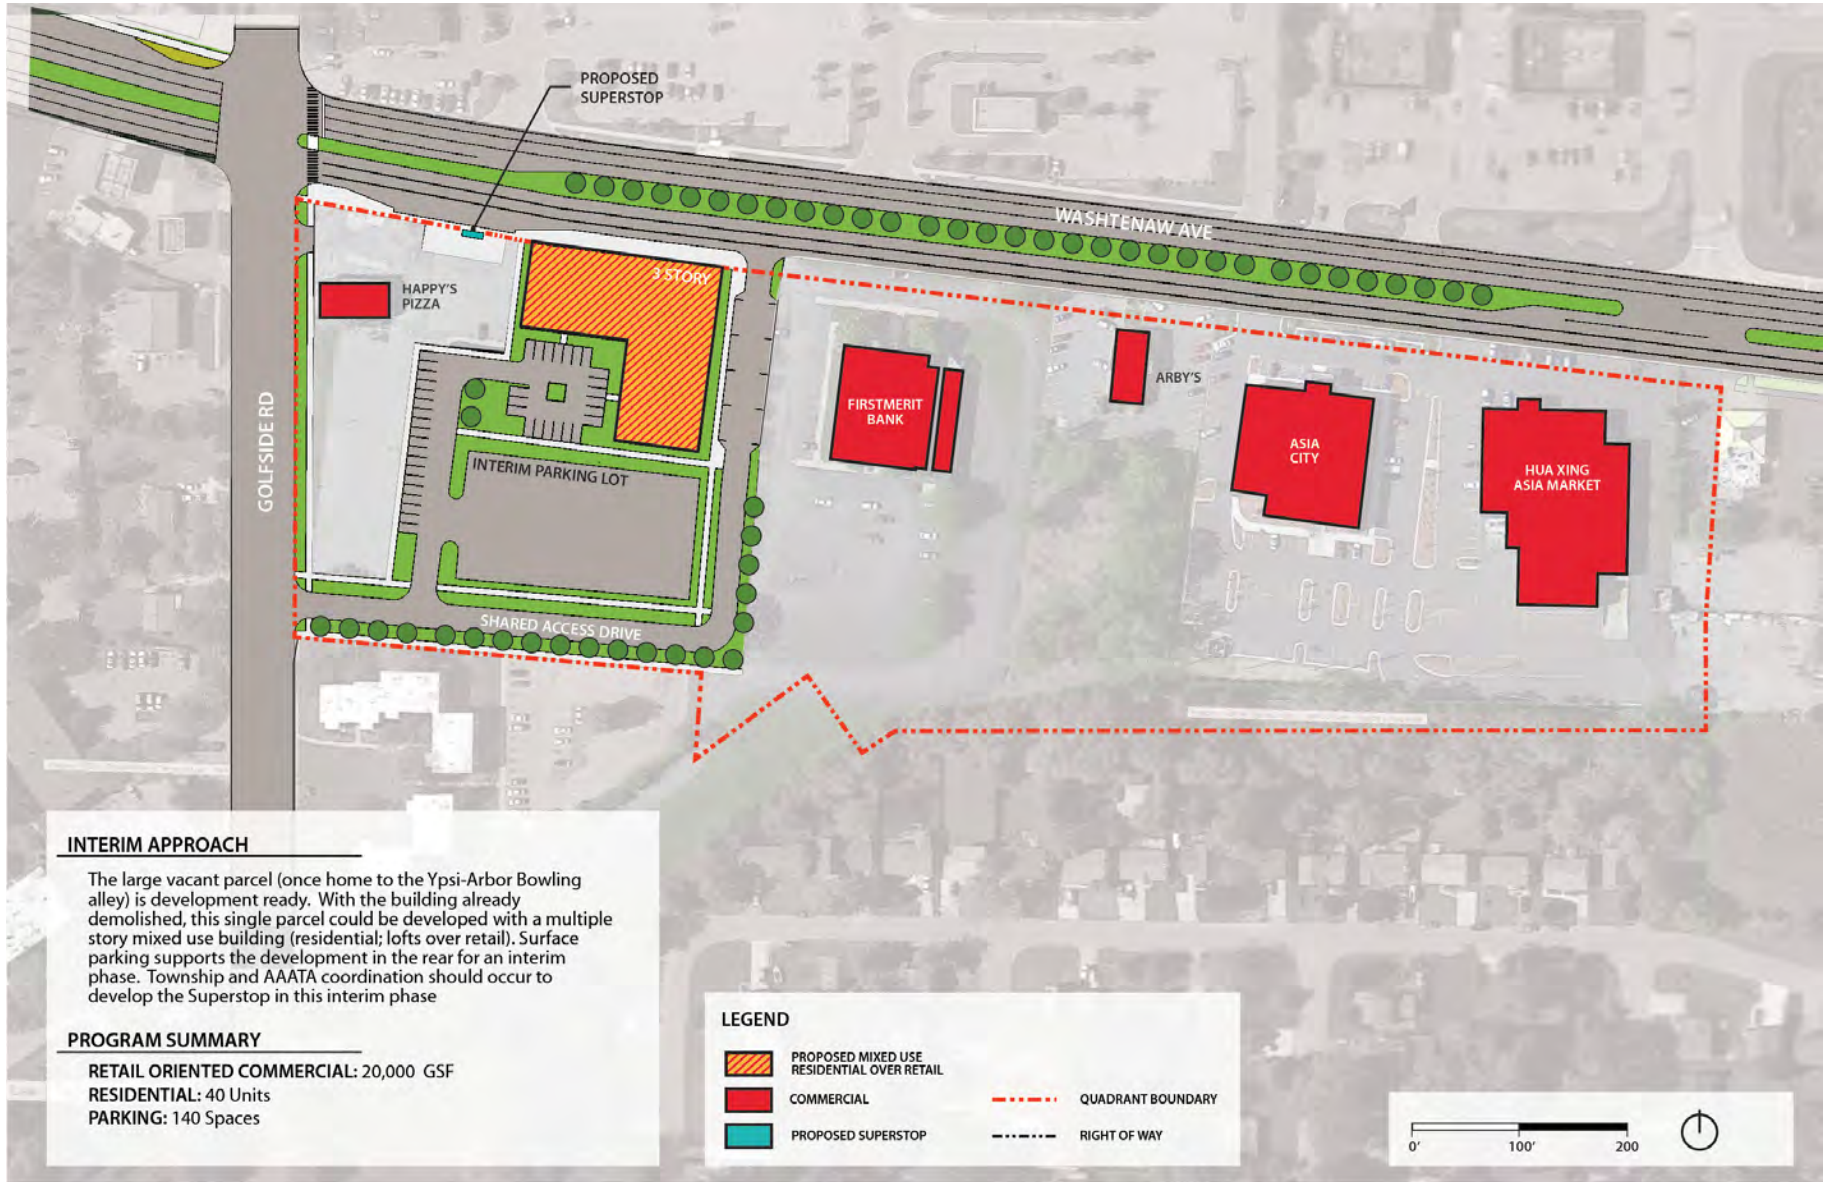 PROPOSED
SUPERSTOP
WASHTENAW AVE
3 STORY
HAPPY'S
PIZZA
GOLFSIDE RD
ARBY'S
FIRSTMERIT
BANK
ASIA
CITY
HUA XING
ASIA MARKET
INTERIM PARKING LOT
SHARED ACCESS DRIVE
INTERIM APPROACH
The large vacant parcel (once home to the Ypsi-Arbor Bowling
alley) is development ready. With the building already
demolished, this single parcel could be developed with a multiple
story mixed use building (residential; lofts over retail). Surface
parking supports the development in the rear for an interim
phase. Township and AAATA coordination should occur to
develop the Superstop in this interim phase
PROGRAM SUMMARY
RETAIL ORIENTED COMMERCIAL: 20,000 GSF
RESIDENTIAL: 40 Units
PARKING: 140 Spaces
LEGEND
PROPOSED MIXED USE
RESIDENTIAL OVER RETAIL
COMMERCIAL
PROPOSED SUPERSTOP
QUADRANT BOUNDARY
RIGHT OF WAY
0' 100' 200